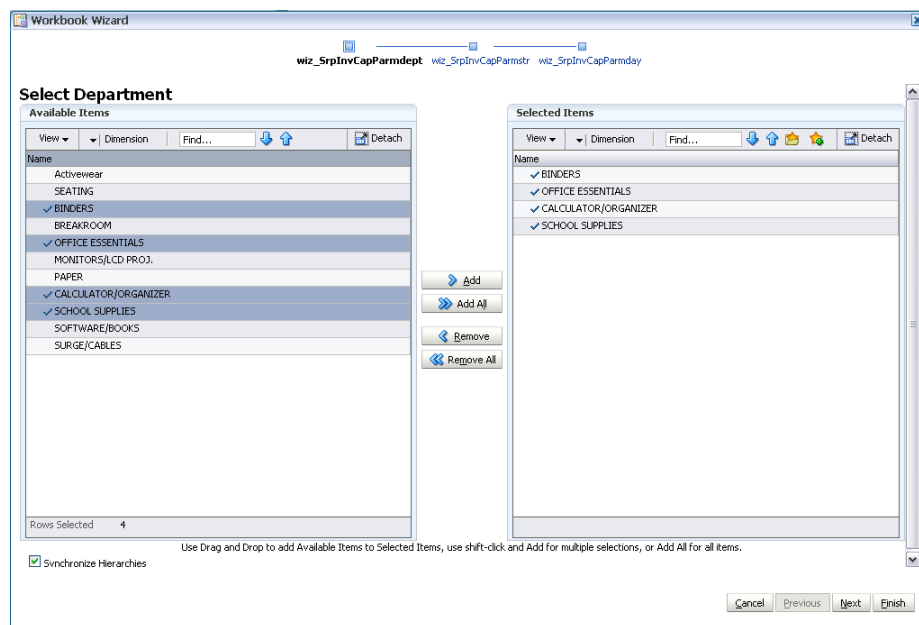 Workbook Wizard
wiz_SrpInvCapParmdept wiz_SrpInvCapParmstr wiz_SrpInvCapParmday
Select Department
Available Items
View Dimension Find... Detach
Name
Activewear
SEATING
BINDERS
BREAKROOM
OFFICE ESSENTIALS
MONITORS/LCD PROJ.
PAPER
CALCULATOR/ORGANIZER
SCHOOL SUPPLIES
SOFTWARE/BOOKS
SURGE/CABLES
Rows Selected 4
Add
Add All
Remove
Remove All
Selected Items
View Dimension Find... Detach
Name
BINDERS
OFFICE ESSENTIALS
CALCULATOR/ORGANIZER
SCHOOL SUPPLIES
Use Drag and Drop to add Available Items to Selected Items, use shift-click and Add for multiple selections, or Add All for all items.
Synchronize Hierarchies
Cancel Previous Next Finish